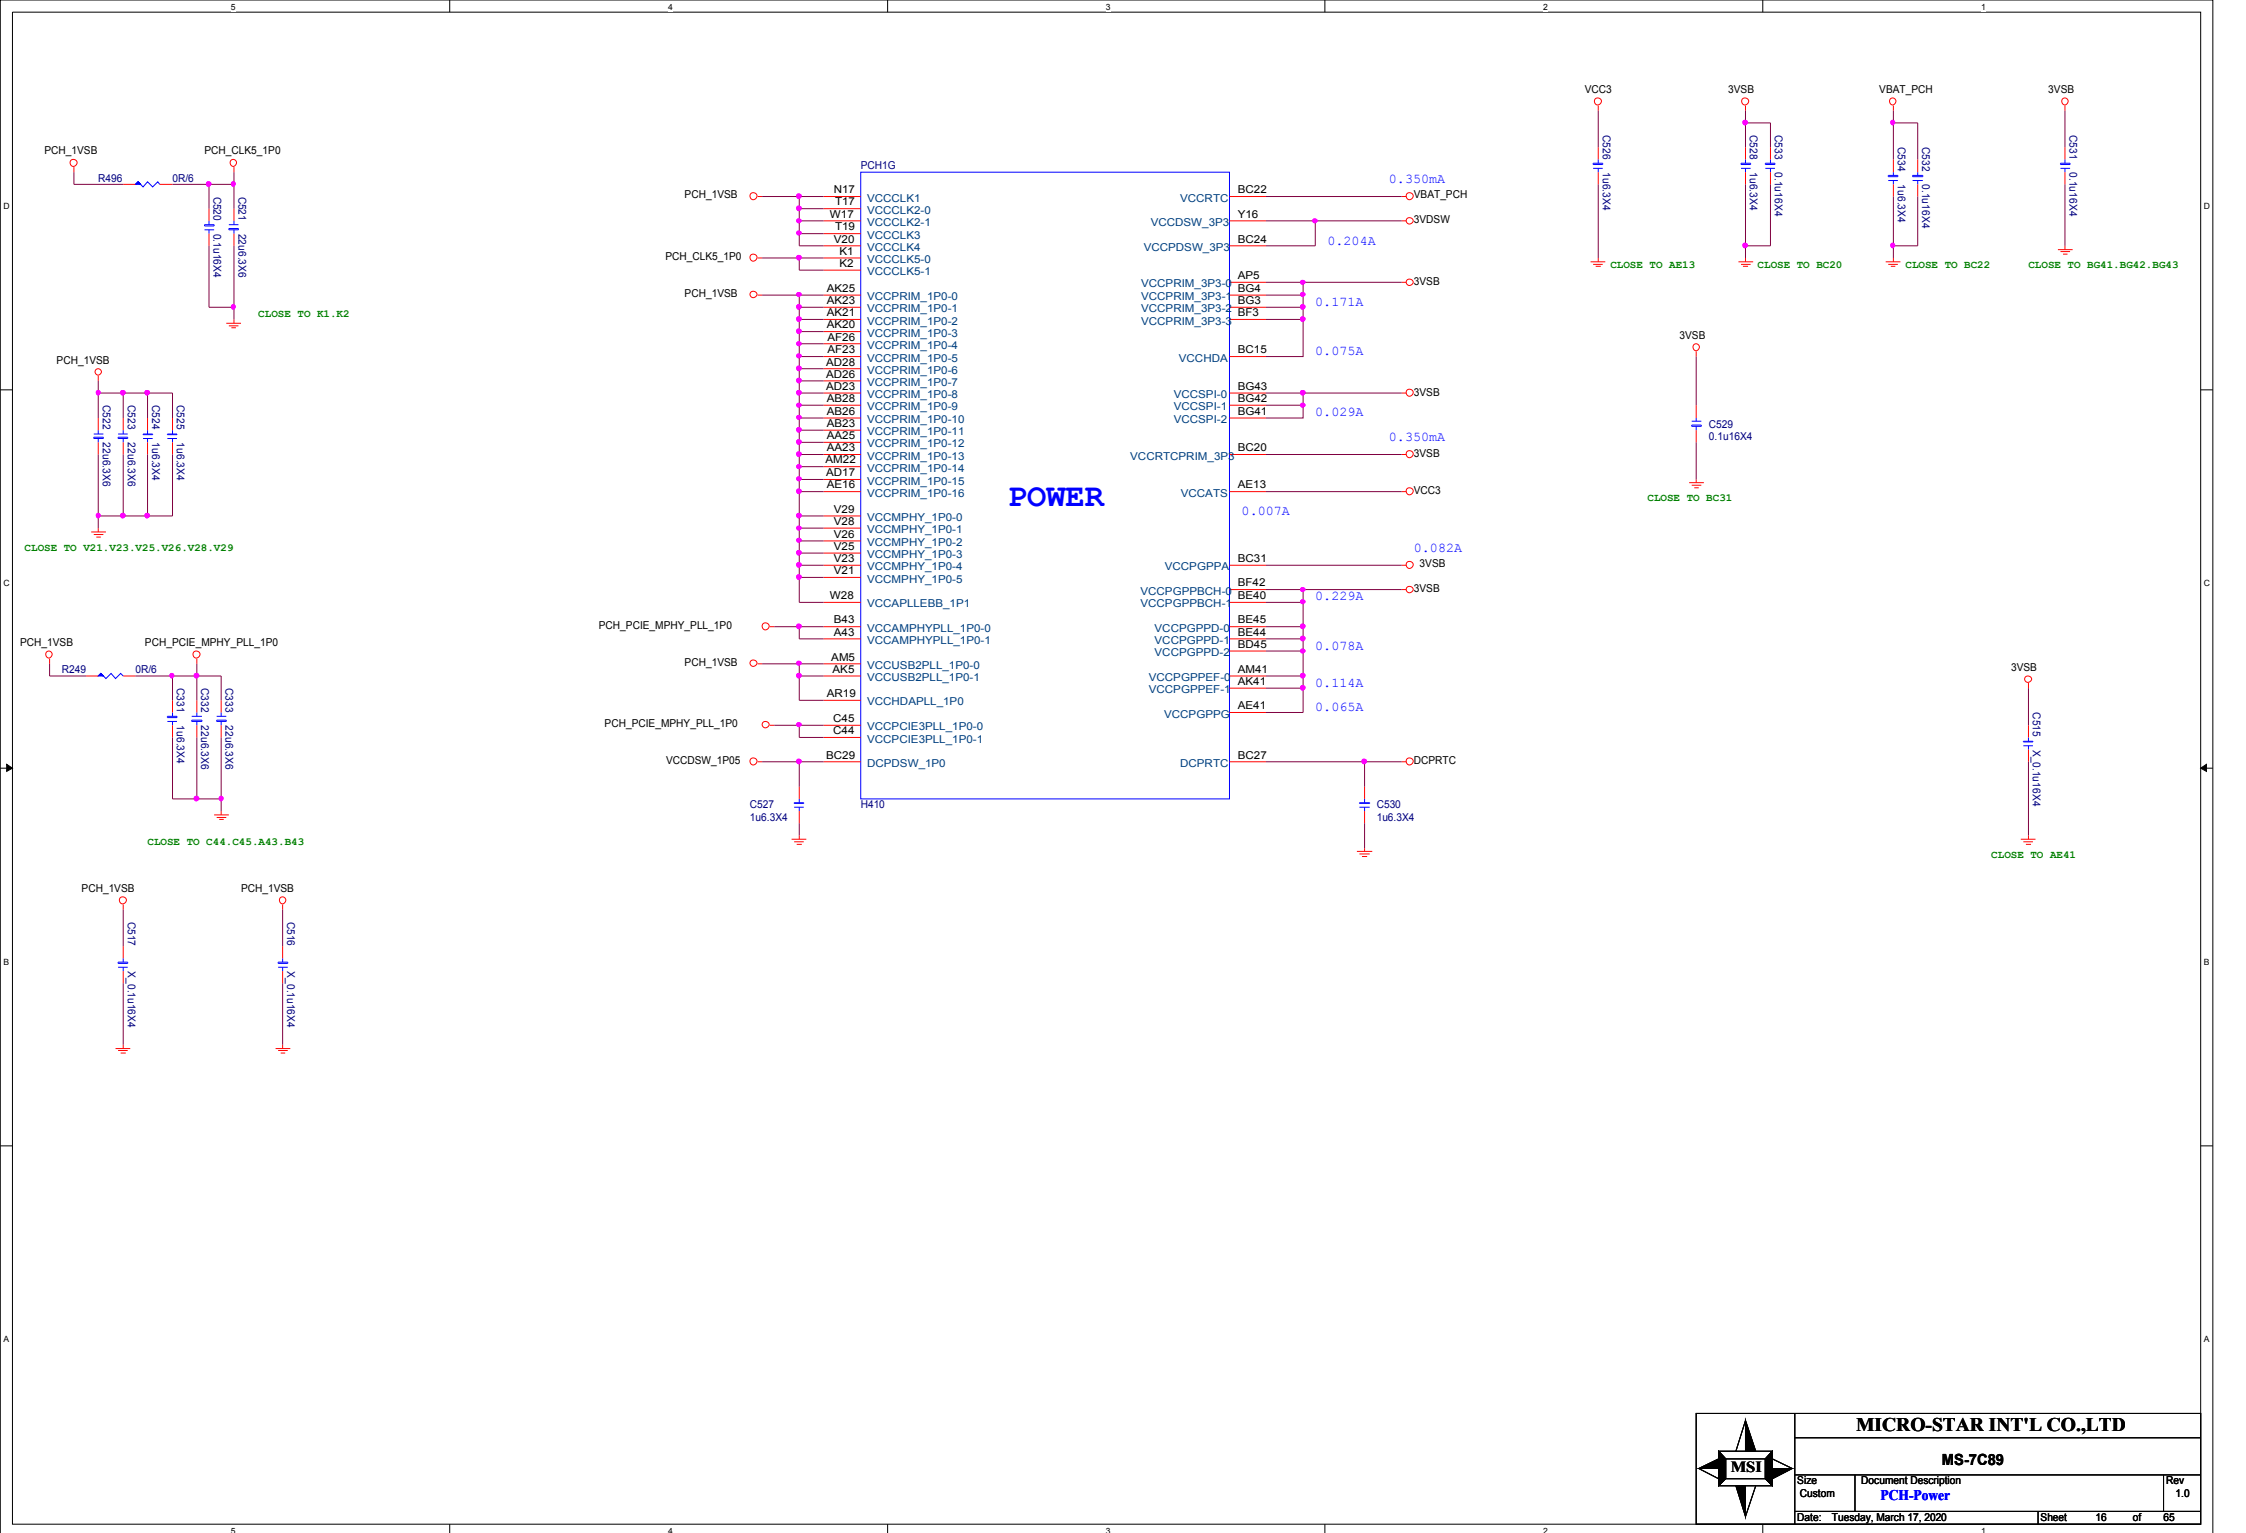 5 4 3 2 1
D D
C C
B B
A A
PCH_1VSB PCH_CLK5_1P0
R496 0R/6
C520 0.1u16X4
C521 22u6.3X6
CLOSE TO K1.K2
PCH_1VSB
C522 22u6.3X6
C523 22u6.3X6
C524 1u6.3X4
C525 1u6.3X4
CLOSE TO V21.V23.V25.V26.V28.V29
PCH_1VSB PCH_PCIE_MPHY_PLL_1P0
R249 0R/6
C331 1u6.3X4
C332 22u6.3X6
C333 22u6.3X6
CLOSE TO C44.C45.A43.B43
PCH_1VSB
C517 X_0.1u16X4
PCH_1VSB
C516 X_0.1u16X4
PCH1G
PCH_1VSB N17 VCCCLK1
T17 VCCCLK2-0
W17 VCCCLK2-1
T19 VCCCLK3
V20 VCCCLK4
PCH_CLK5_1P0 K1 VCCCLK5-0
K2 VCCCLK5-1
PCH_1VSB AK25 VCCPRIM_1P0-0
AK23 VCCPRIM_1P0-1
AK21 VCCPRIM_1P0-2
AK20 VCCPRIM_1P0-3
AF26 VCCPRIM_1P0-4
AF23 VCCPRIM_1P0-5
AD28 VCCPRIM_1P0-6
AD26 VCCPRIM_1P0-7
AD23 VCCPRIM_1P0-8
AB28 VCCPRIM_1P0-9
AB26 VCCPRIM_1P0-10
AB23 VCCPRIM_1P0-11
AA25 VCCPRIM_1P0-12
AA23 VCCPRIM_1P0-13
AM22 VCCPRIM_1P0-14
AD17 VCCPRIM_1P0-15
AE16 VCCPRIM_1P0-16
V29 VCCMPHY_1P0-0
V28 VCCMPHY_1P0-1
V26 VCCMPHY_1P0-2
V25 VCCMPHY_1P0-3
V23 VCCMPHY_1P0-4
V21 VCCMPHY_1P0-5
W28 VCCAPLLEBB_1P1
PCH_PCIE_MPHY_PLL_1P0 B43 VCCAMPHYPLL_1P0-0
A43 VCCAMPHYPLL_1P0-1
PCH_1VSB AM5 VCCUSB2PLL_1P0-0
AK5 VCCUSB2PLL_1P0-1
AR19 VCCHDAPLL_1P0
PCH_PCIE_MPHY_PLL_1P0 C45 VCCPCIE3PLL_1P0-0
C44 VCCPCIE3PLL_1P0-1
VCCDSW_1P05 BC29 DCPDSW_1P0
C527
1u6.3X4
H410
POWER
VCCRTC BC22 0.350mA VBAT_PCH
VCCDSW_3P3 Y16 3VDSW
VCCPDSW_3P3 BC24 0.204A
VCCPRIM_3P3-0 AP5 3VSB
VCCPRIM_3P3-1 BG4
VCCPRIM_3P3-2 BG3 0.171A
VCCPRIM_3P3-3 BF3
VCCHDA BC15 0.075A
VCCSPI-0 BG43 3VSB
VCCSPI-1 BG42
VCCSPI-2 BG41 0.029A
VCCRTCPRIM_3P3 BC20 0.350mA 3VSB
VCCATS AE13 VCC3
0.007A
VCCPGPPA BC31 0.082A 3VSB
VCCPGPPBCH-0 BF42 3VSB
VCCPGPPBCH-1 BE40 0.229A
VCCPGPPD-0 BE45
VCCPGPPD-1 BE44
VCCPGPPD-2 BD45 0.078A
VCCPGPPEF-0 AM41
VCCPGPPEF-1 AK41 0.114A
VCCPGPPG AE41 0.065A
DCPRTC BC27 DCPRTC
C530
1u6.3X4
VCC3
C526 1u6.3X4
CLOSE TO AE13
3VSB
C528 1u6.3X4
C533 0.1u16X4
CLOSE TO BC20
VBAT_PCH
C534 1u6.3X4
C532 0.1u16X4
CLOSE TO BC22
3VSB
C531 0.1u16X4
CLOSE TO BG41.BG42.BG43
3VSB
C529
0.1u16X4
CLOSE TO BC31
3VSB
C515 X_0.1u16X4
CLOSE TO AE41
MSI
MICRO-STAR INT'L CO.,LTD
MS-7C89
Size Document Description Rev
Custom PCH-Power 1.0
Date: Tuesday, March 17, 2020 Sheet 16 of 65
5 4 3 2 1